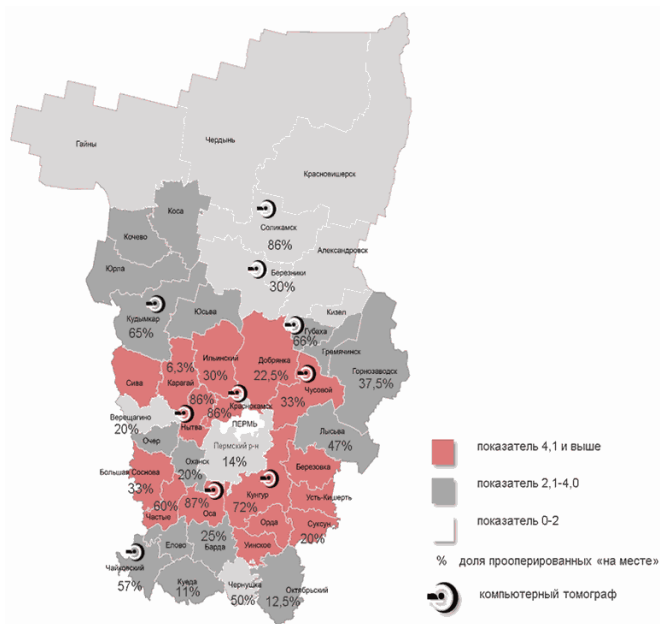 Гайны
Чердынь
Красновишерск
Коса
Соликамск
86%
Кочево
Александровск
Юрла
Березники
30%
Кудымкар
65%
Юсьва
Кизел
Губаха
66%
Гремячинск
Горнозаводск
37,5%
Ильинский
30%
Добрянка
22,5%
6,3%
Карагай
Сива
Чусовой
33%
86%
86%
Краснокамск
Верещагино
20%
Нытва
ПЕРМЬ
Очер
Пермский р-н
14%
Лысьва
47%
Оханск
20%
Большая Соснова
33%
Березовка
60%
Частые
87%
Оса
Кунгур
72%
Усть-Кишерть
Орда
Суксун
20%
25%
Барда
Елово
Уинское
Чайковский
57%
Куеда
11%
Чернушка
50%
Октябрьский
12,5%
показатель 4,1 и выше
показатель 2,1-4,0
показатель 0-2
% доля прооперированных «на месте»
компьютерный томограф